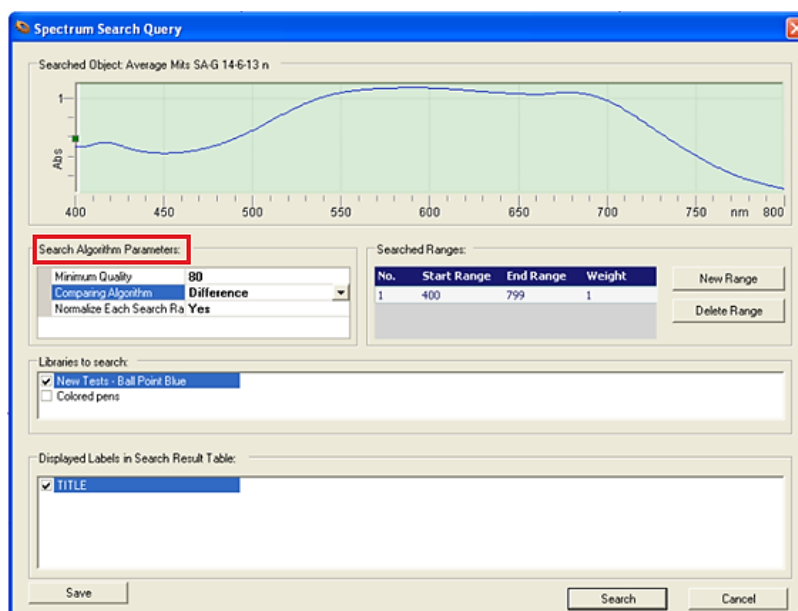 Spectrum Search Query
Searched Object: Average Mits SA-G 14-6-13 n
1
Abs
400 450 500 550 600 650 700 750 nm 800
Search Algorithm Parameters:
Minimum Quality 80
Comparing Algorithm Difference
Normalize Each Search Ra Yes
Searched Ranges:
No. Start Range End Range Weight
1 400 799 1
New Range
Delete Range
Libraries to search:
New Tests - Ball Point Blue
Colored pens
Displayed Labels in Search Result Table:
TITLE
Save
Search
Cancel